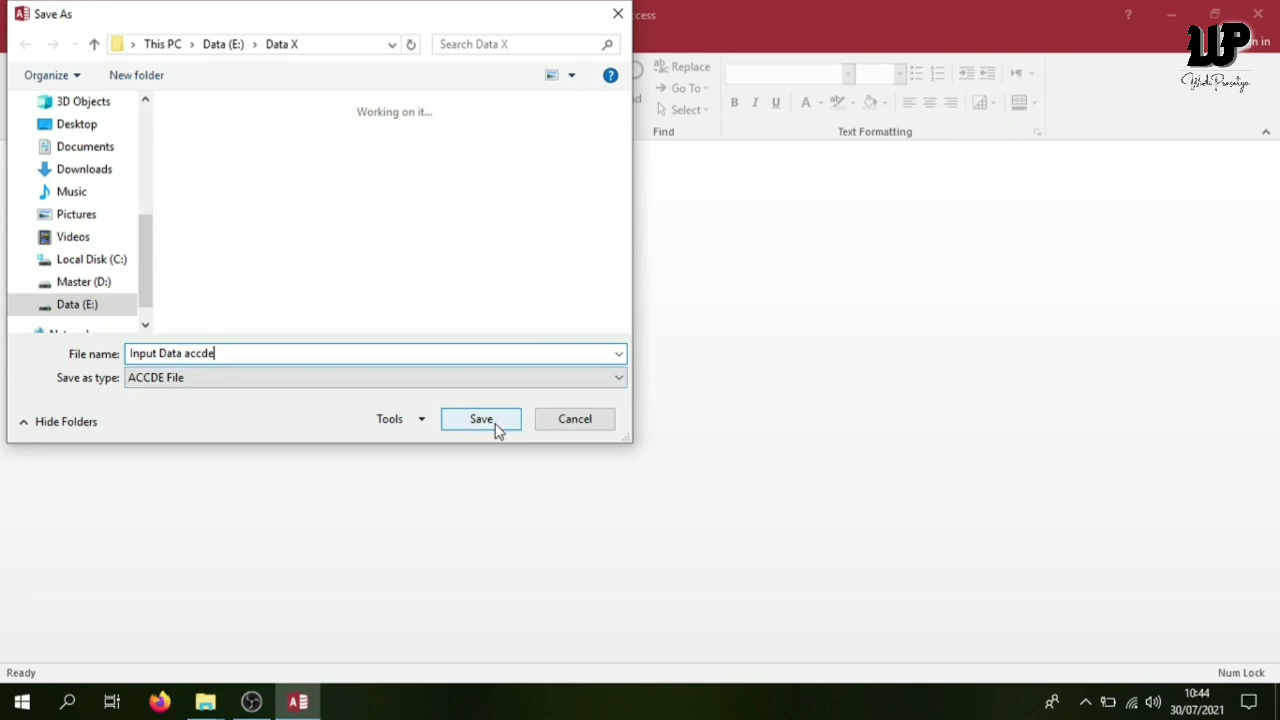 Save As
cess
This PC > Data (E:) > Data X
Search Data X
in
Organize
New folder
Replace
Go To
Select
Find
B I U A
Text Formatting
3D Objects
Desktop
Documents
Downloads
Music
Pictures
Videos
Local Disk (C:)
Master (D:)
Data (E:)
Working on it...
File name: Input Data accde
Save as type: ACCDE File
Hide Folders
Tools
Save
Cancel
Ready
Num Lock
10:44
30/07/2021